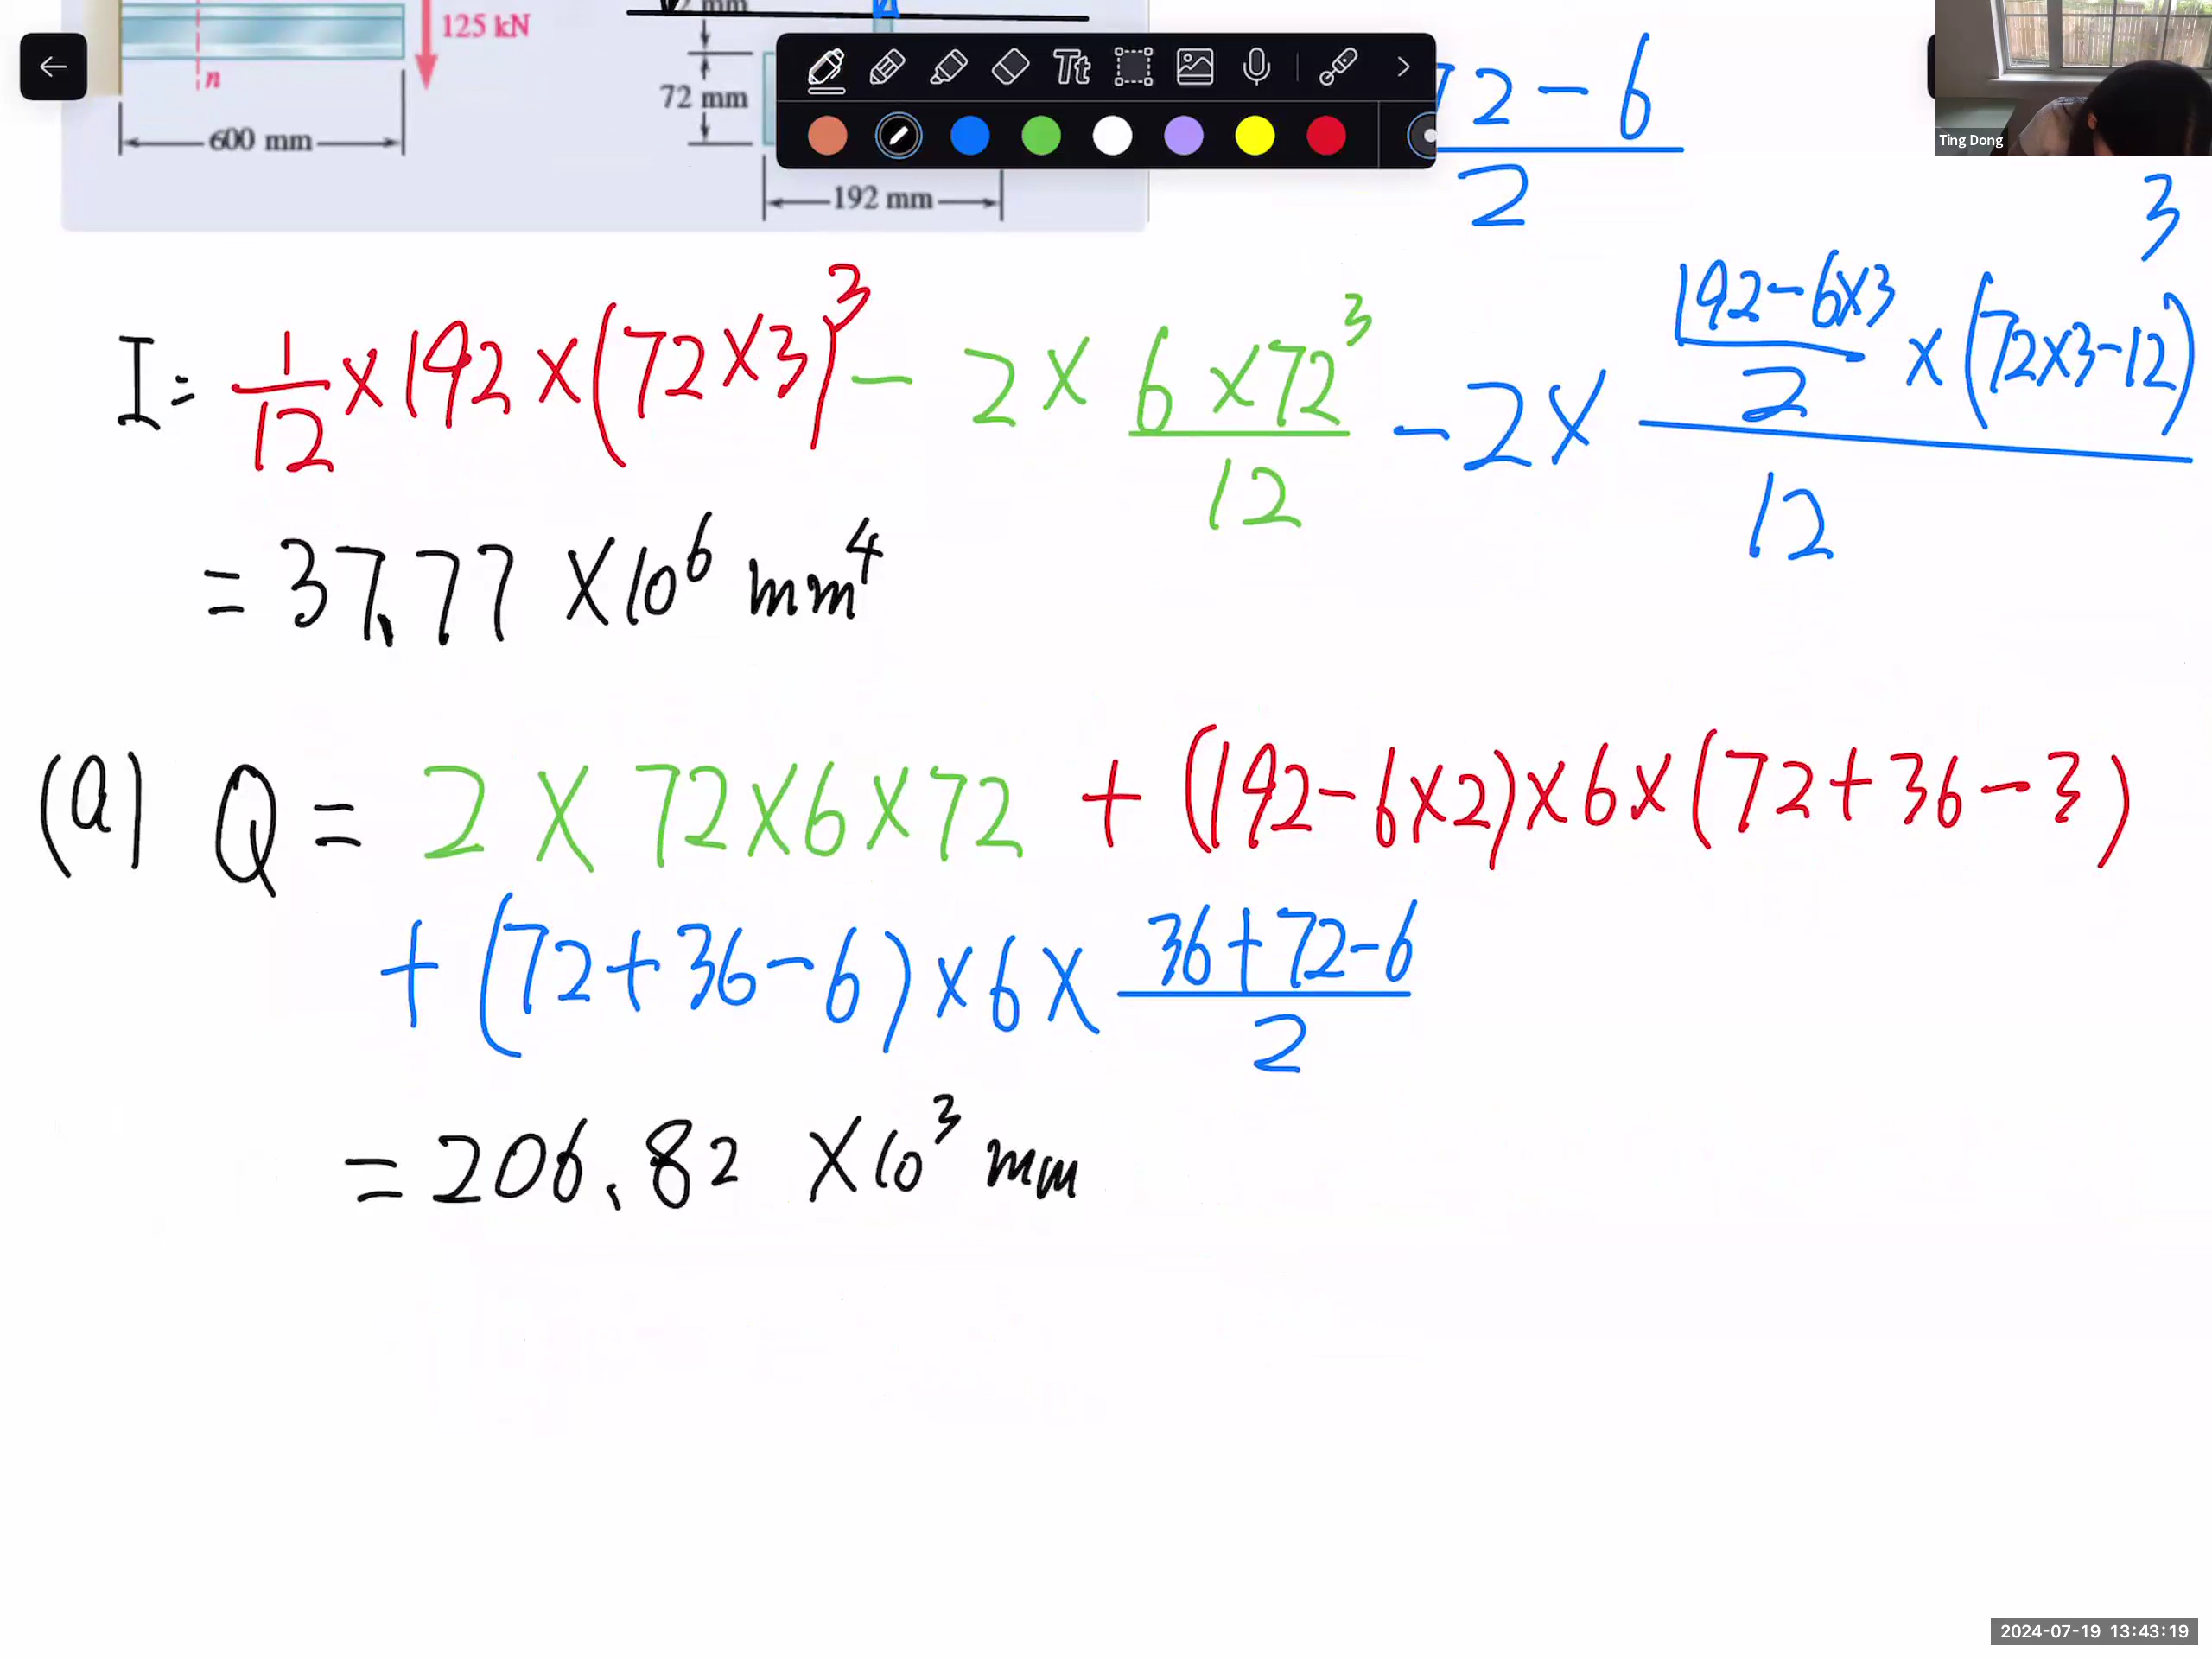 mm
125 kN
n
72 mm
600 mm
Tt
192 mm
72-6
2
Ting Dong
I = 1/12 × 192 × (72×3)³ - 2 × 6×72³/12 - 2 × (192-6×3)/2 × (72×3-12)³/12
= 37.77 ×10⁶ mm⁴
(a) Q = 2 × 72×6×72 + (192-6×2)×6×(72+36-3)
+ (72+36-6)×6× (36+72-6)/2
= 206.82 ×10³ mm
2024-07-19 13:43:19